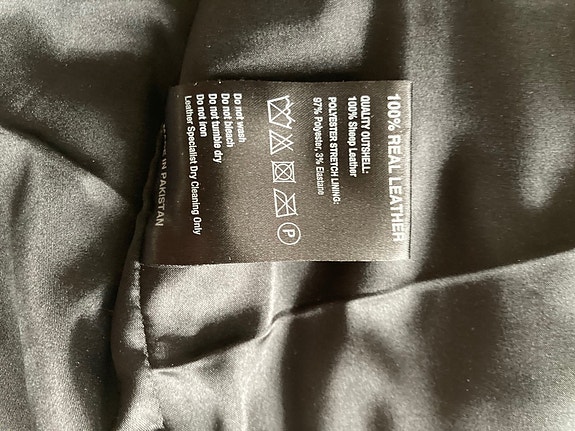 100% REAL LEATHER
QUALITY OUTSHELL:
100% Sheep Leather
POLYESTER STRETCH LINING:
97% Polyester, 3% Elastane
P
Do not wash
Do not bleach
Do not tumble dry
Do not iron
Leather Specialist Dry Cleaning Only
IN PAKISTAN